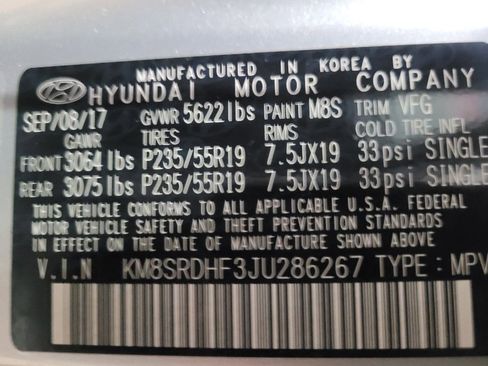 MANUFACTURED IN KOREA BY
HYUNDAI MOTOR COMPANY
SEP/08/17 GVWR 5622lbs PAINT M8S TRIM VFG
GAWR TIRES RIMS COLD TIRE INFL
FRONT 3064 lbs P235/55R19 7.5JX19 33psi SINGLE
REAR 3075 lbs P235/55R19 7.5JX19 33psi SINGLE
THIS VEHICLE CONFORMS TO ALL APPLICABLE U.S.A. FEDERAL
MOTOR VEHICLE SAFETY AND THEFT PREVENTION STANDARDS
IN EFFECT ON THE DATE OF MANUFACTURE SHOWN ABOVE.
V.I.N KM8SRDHF3JU286267 TYPE: MPV